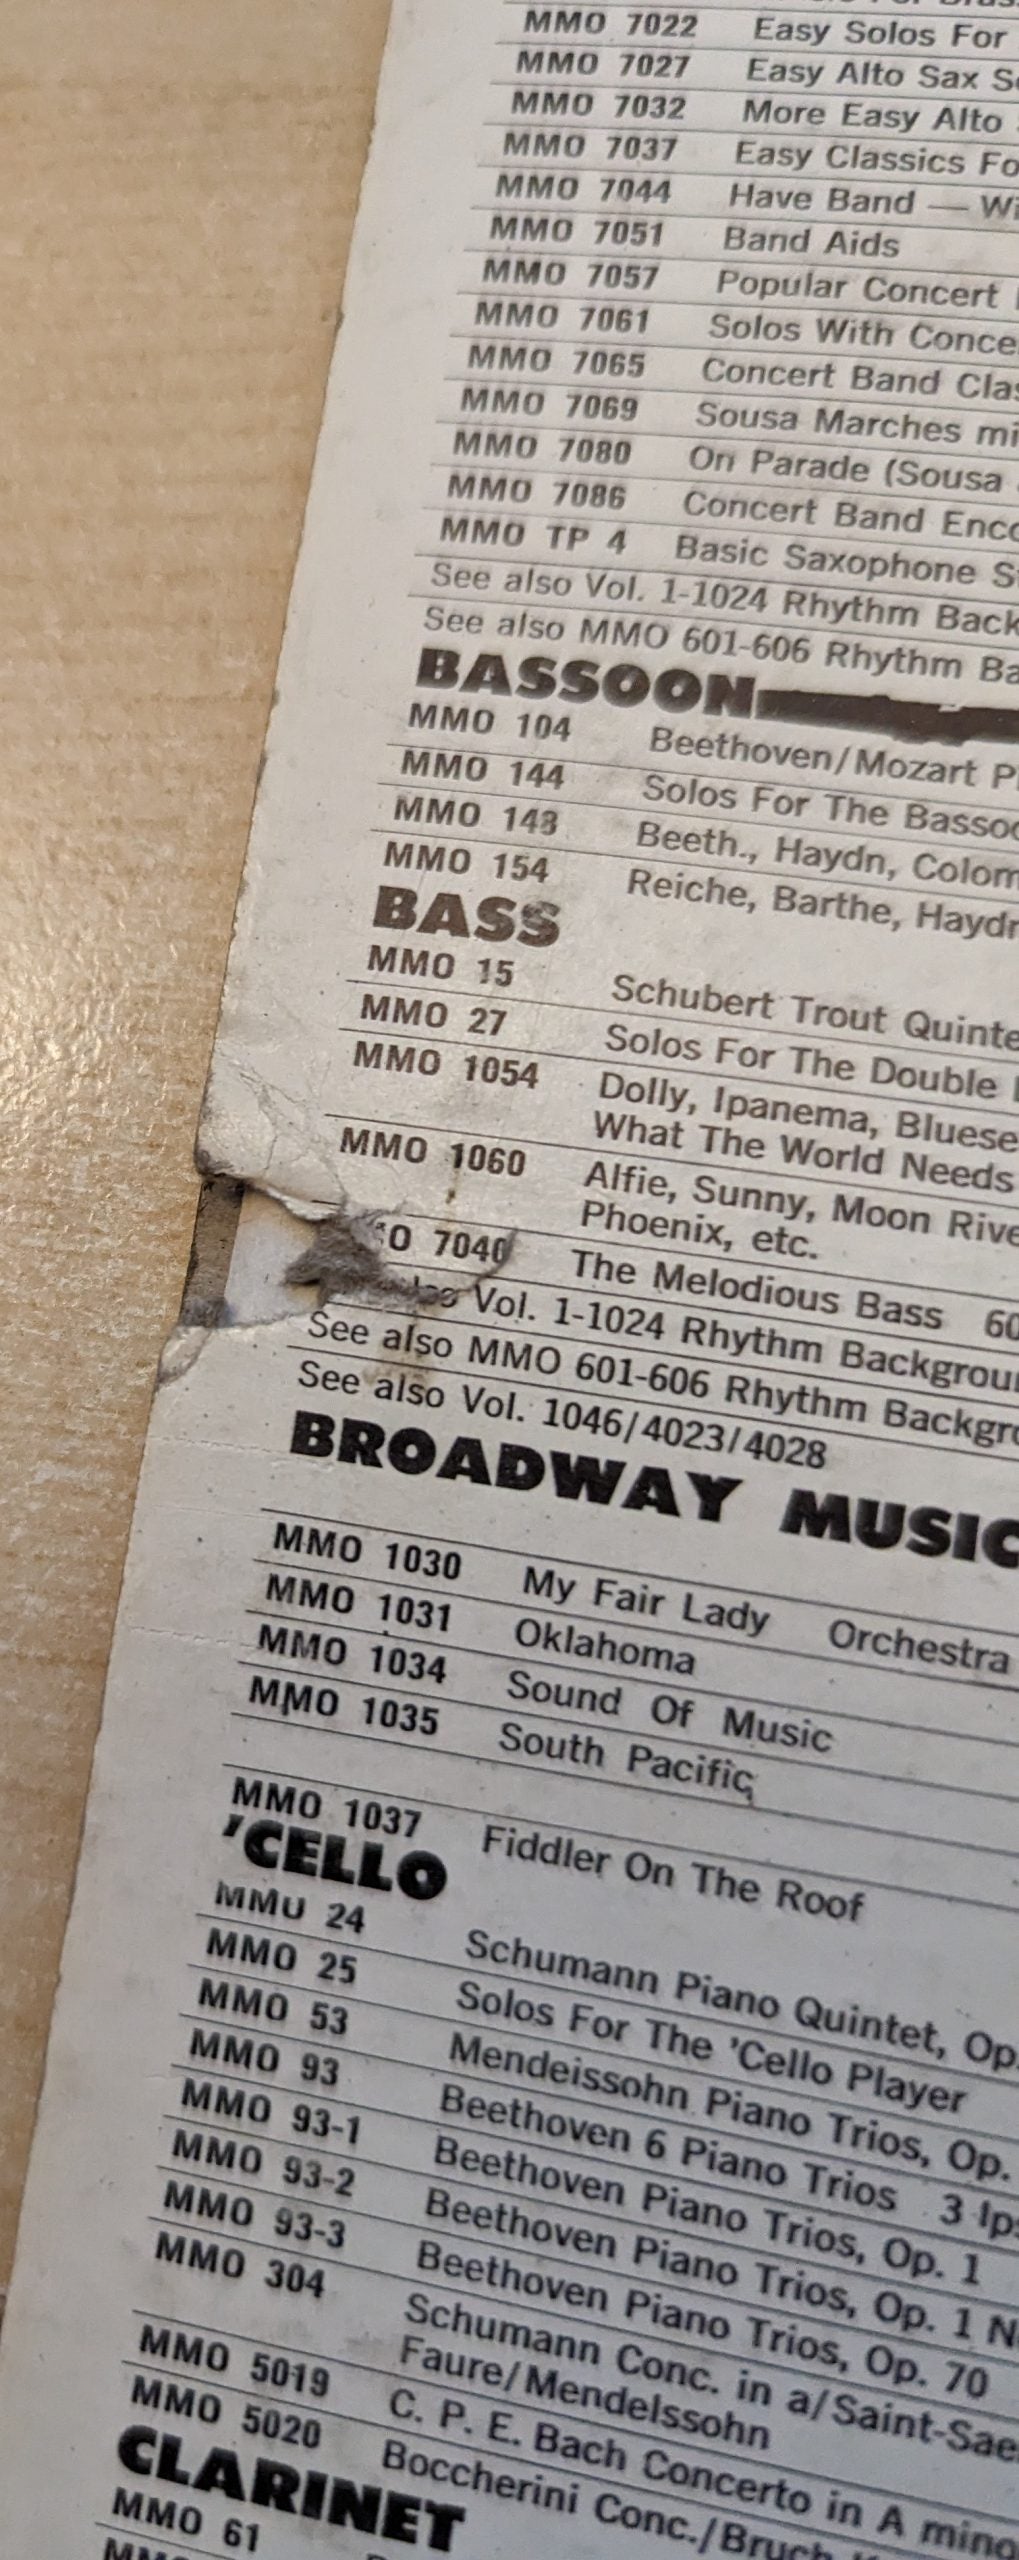 MMO 7022 Easy Solos For
MMO 7027 Easy Alto Sax
MMO 7032 More Easy Alto
MMO 7037 Easy Classics
MMO 7044 Have Band —
MMO 7051 Band Aids
MMO 7057 Popular Concert
MMO 7061 Solos With
MMO 7065 Concert Band
MMO 7069 Sousa Marches
MMO 7080 On Parade (Sousa
MMO 7086 Concert Band
MMO TP 4 Basic Saxophone
See also Vol. 1-1024 Rhythm
See also MMO 601-606 Rhythm
BASSOON
MMO 104 Beethoven/Mozart
MMO 144 Solos For The
MMO 148 Beeth., Haydn,
MMO 154 Reiche, Barthe,
BASS
MMO 15 Schubert Trout
MMO 27 Solos For The Double
MMO 1054 Dolly, Ipanema,
What The World Needs
MMO 1060 Alfie, Sunny, Moon
Phoenix, etc.
7040 The Melodious Bass
Vol. 1-1024 Rhythm
See also MMO 601-606 Rhythm
See also Vol. 1046/4023/4028
BROADWAY MUSIC
MMO 1030 My Fair Lady Orchestra
MMO 1031 Oklahoma
MMO 1034 Sound Of Music
MMO 1035 South Pacific
MMO 1037 Fiddler On The Roof
'CELLO
MMO 24 Schumann Piano Quintet, Op.
MMO 25 Solos For The 'Cello Player
MMO 53 Mendeissohn Piano Trios, Op.
MMO 93 Beethoven 6 Piano Trios 3
MMO 93-1 Beethoven Piano Trios, Op. 1
MMO 93-2 Beethoven Piano Trios, Op. 1
MMO 93-3 Beethoven Piano Trios, Op. 70
MMO 304 Schumann Conc. in a/
Faure/Mendelssohn
MMO 5019 C. P. E. Bach Concerto in A
MMO 5020 Boccherini Conc./Bruch
CLARINET
MMO 61